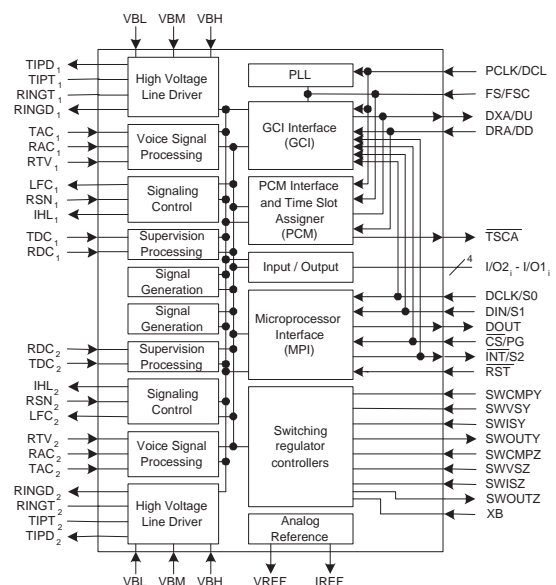 VBL VBM VBH
TIPD1
TIPT1
RINGT1
RINGD1
High Voltage
Line Driver
TAC1
RAC1
RTV1
Voice Signal
Processing
LFC1
RSN1
IHL1
Signaling
Control
TDC1
RDC1
Supervision
Processing
Signal
Generation
Signal
Generation
RDC2
TDC2
Supervision
Processing
IHL2
RSN2
LFC2
Signaling
Control
RTV2
RAC2
TAC2
Voice Signal
Processing
RINGD2
RINGT2
TIPT2
TIPD2
High Voltage
Line Driver
VBL VBM VBH
PLL
GCI Interface
(GCI)
PCM Interface
and Time Slot
Assigner
(PCM)
Input / Output
Microprocessor
Interface
(MPI)
Switching
regulator
controllers
Analog
Reference
VREF IREF
PCLK/DCL
FS/FSC
DXA/DU
DRA/DD
TSCA
4
I/O2i - I/O1i
DCLK/S0
DIN/S1
DOUT
CS/PG
INT/S2
RST
SWCMPY
SWVSY
SWISY
SWOUTY
SWCMPZ
SWVSZ
SWISZ
SWOUTZ
XB